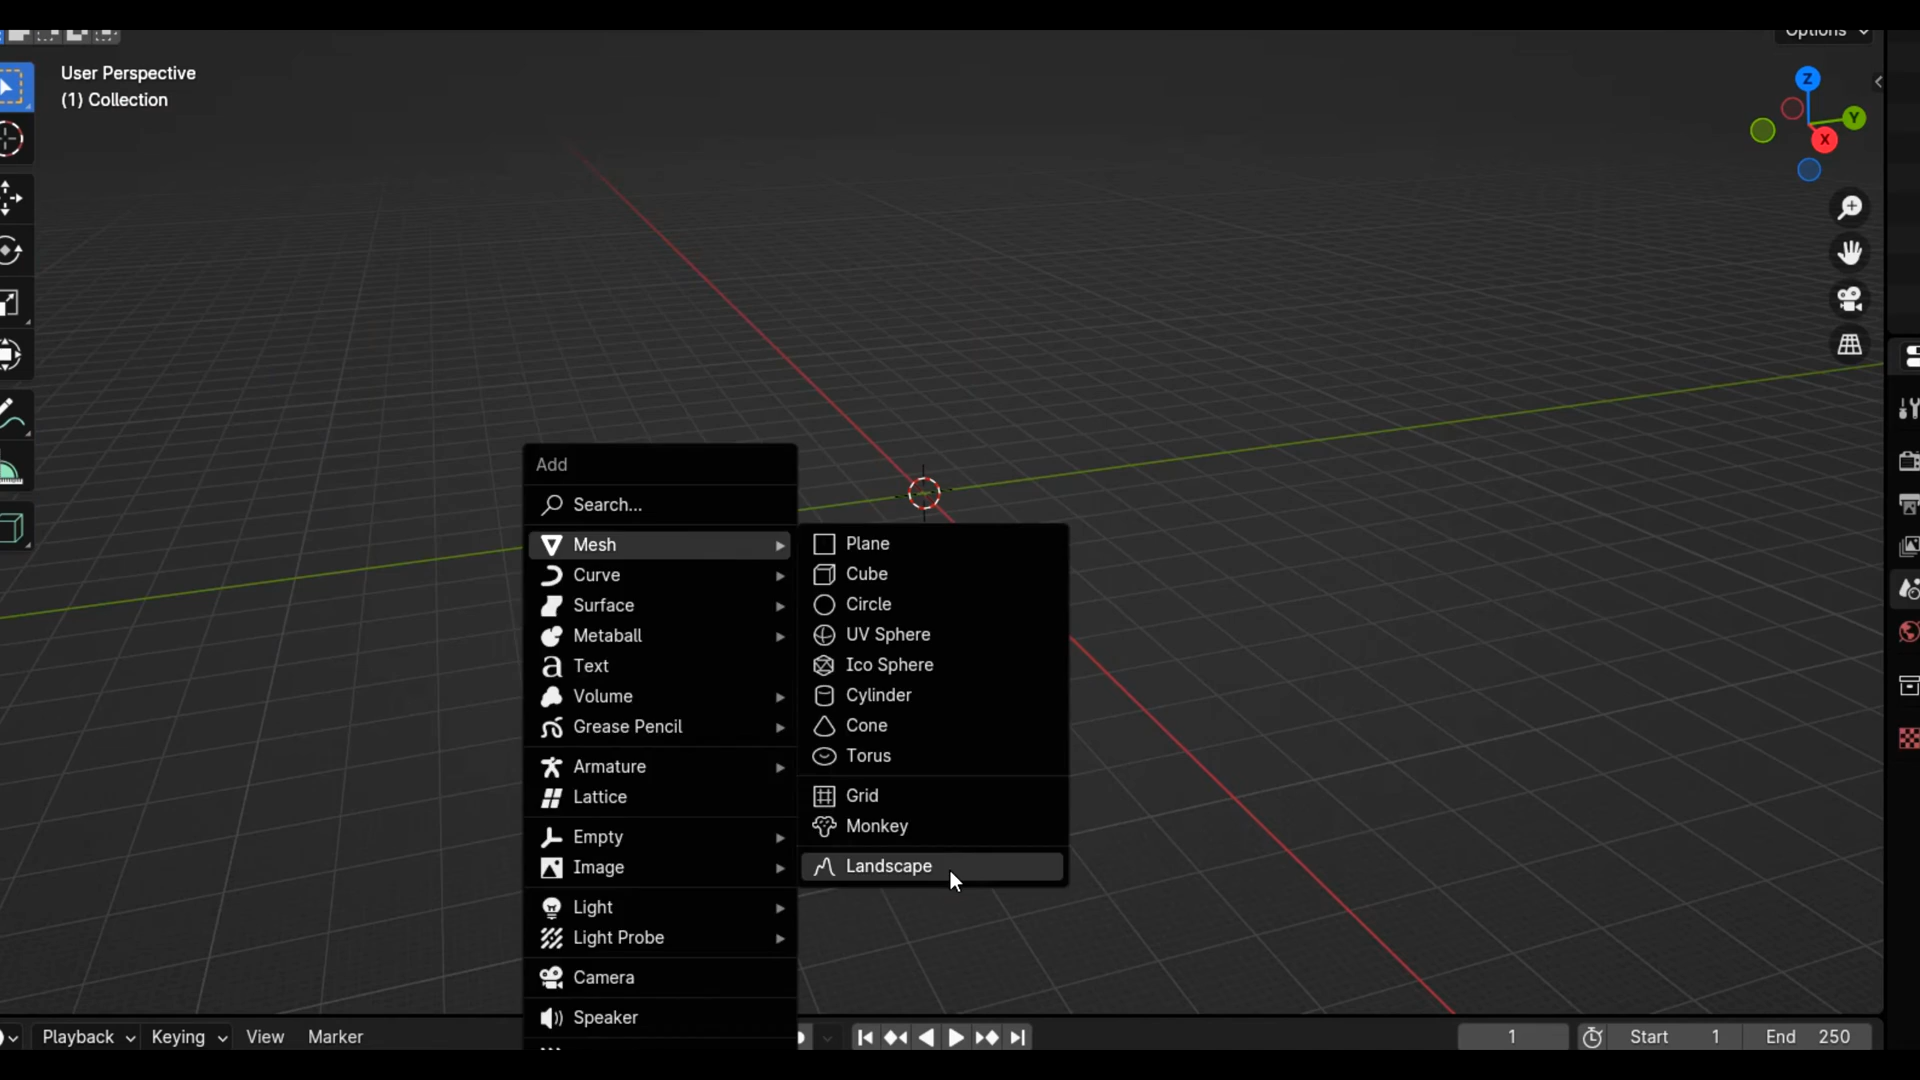 Options
User Perspective
(1) Collection
Z
Y
X
Add
Search...
Mesh
Curve
Surface
Metaball
Text
Volume
Grease Pencil
Armature
Lattice
Empty
Image
Light
Light Probe
Camera
Speaker
Plane
Cube
Circle
UV Sphere
Ico Sphere
Cylinder
Cone
Torus
Grid
Monkey
Landscape
Playback Keying View Marker 1 Start 1 End 250